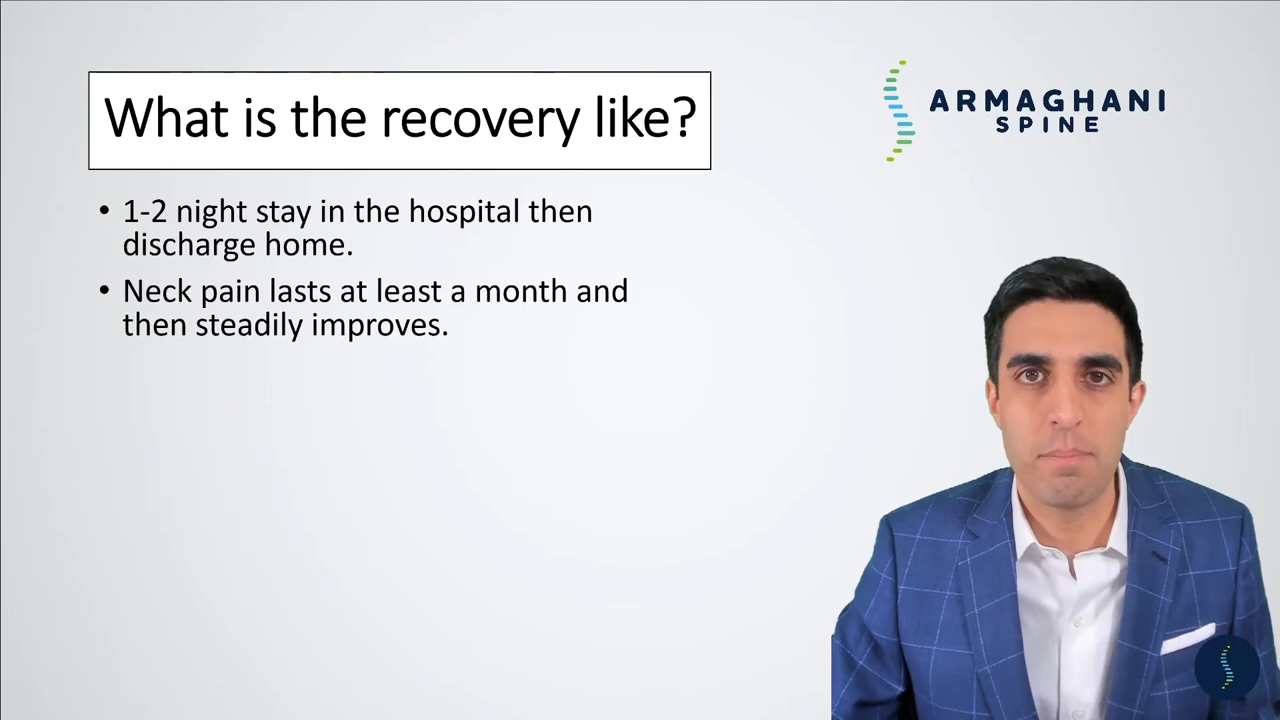 What is the recovery like?
ARMAGHANI
SPINE
• 1-2 night stay in the hospital then
discharge home.
• Neck pain lasts at least a month and
then steadily improves.